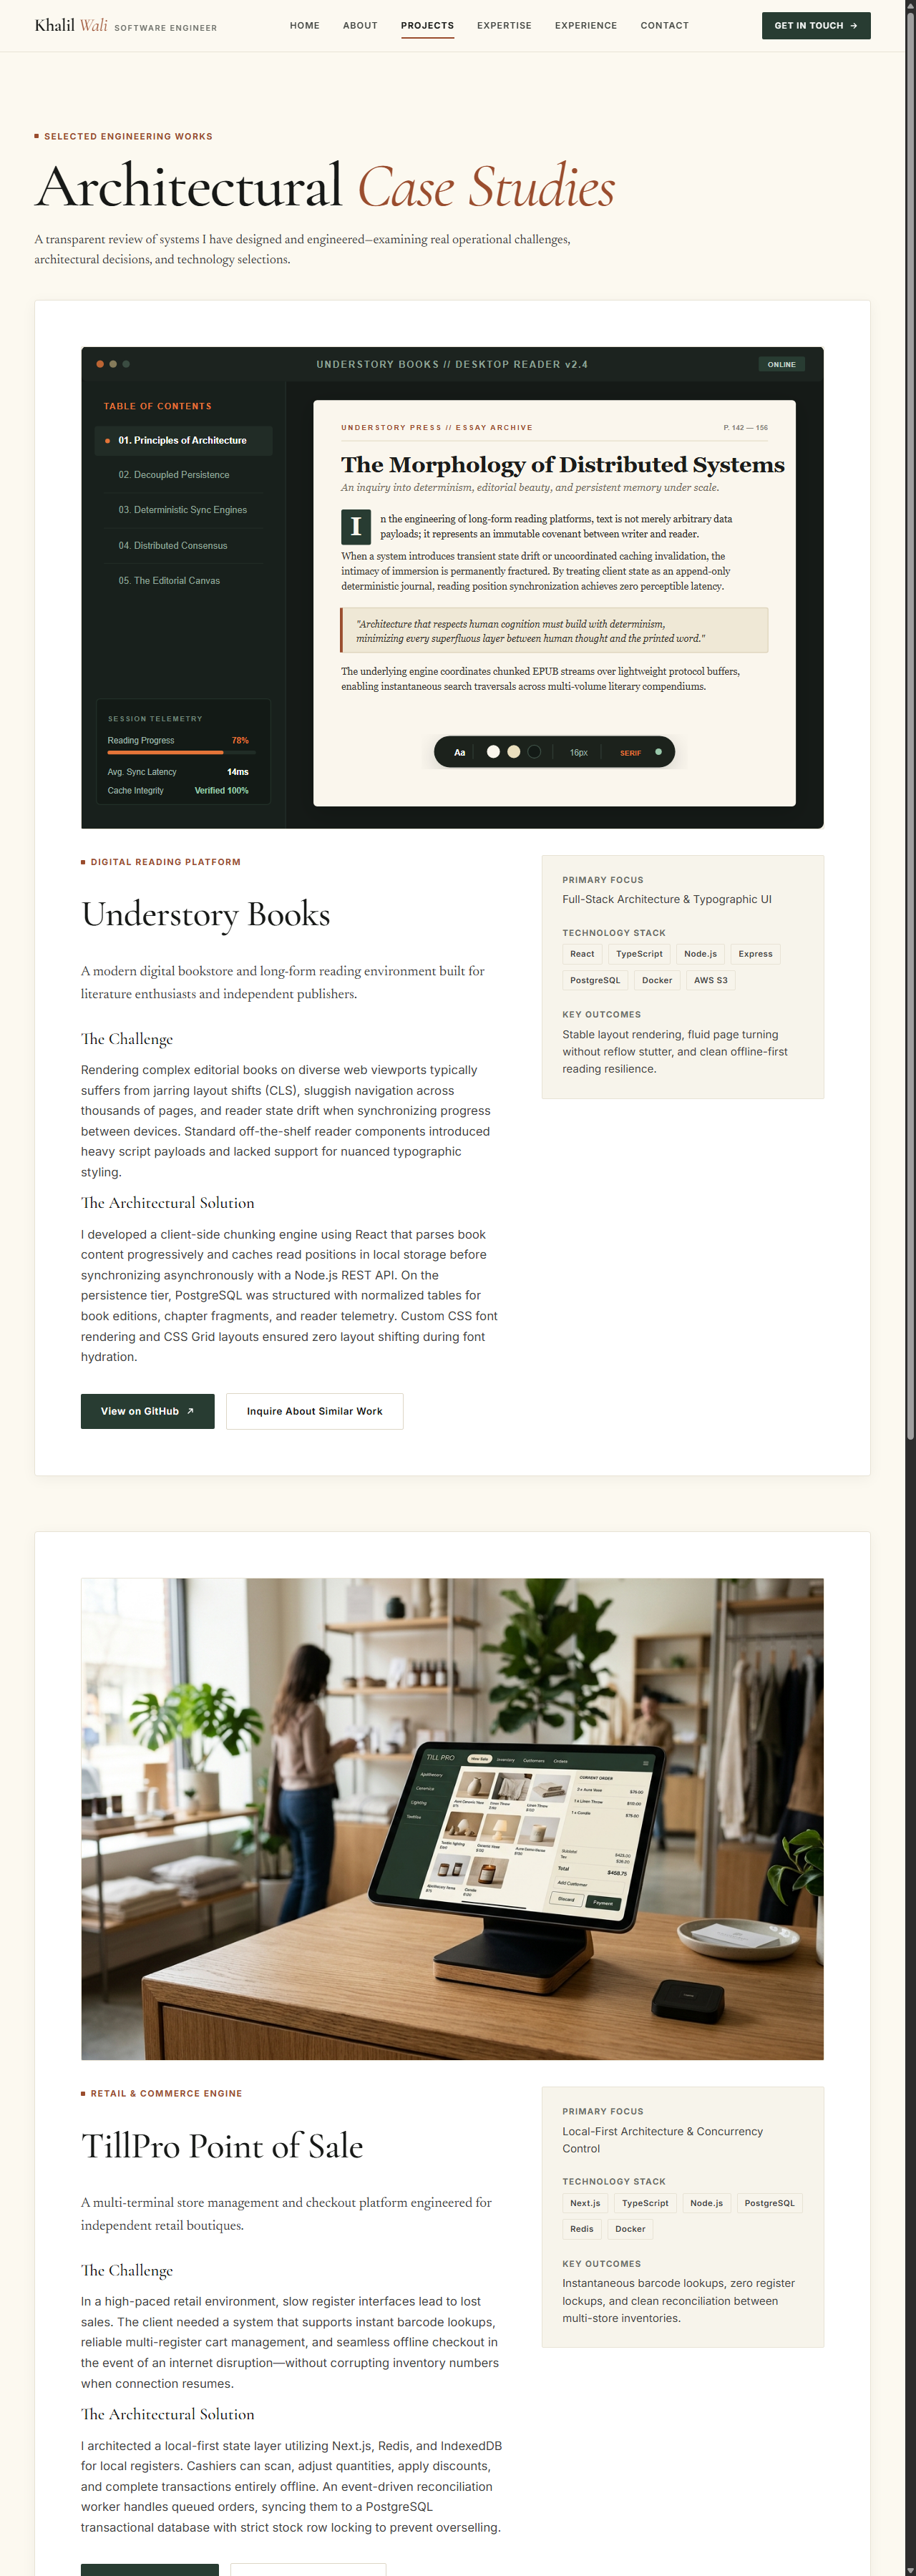 Khalil Wali SOFTWARE ENGINEER
HOME ABOUT PROJECTS EXPERTISE EXPERIENCE CONTACT
GET IN TOUCH →
SELECTED ENGINEERING WORKS
Architectural Case Studies
A transparent review of systems I have designed and engineered—examining real operational challenges,
architectural decisions, and technology selections.
UNDERSTORY BOOKS // DESKTOP READER v2.4
ONLINE
TABLE OF CONTENTS
01. Principles of Architecture
02. Decoupled Persistence
03. Deterministic Sync Engines
04. Distributed Consensus
05. The Editorial Canvas
SESSION TELEMETRY
Reading Progress 78%
Avg. Sync Latency 14ms
Cache Integrity Verified 100%
UNDERSTORY PRESS // ESSAY ARCHIVE P. 142 — 156
The Morphology of Distributed Systems
An inquiry into determinism, editorial beauty, and persistent memory under scale.
I n the engineering of long-form reading platforms, text is not merely arbitrary data
payloads; it represents an immutable covenant between writer and reader.
When a system introduces transient state drift or uncoordinated caching invalidation, the
intimacy of immersion is permanently fractured. By treating client state as an append-only
deterministic journal, reading position synchronization achieves zero perceptible latency.
"Architecture that respects human cognition must build with determinism,
minimizing every superfluous layer between human thought and the printed word."
The underlying engine coordinates chunked EPUB streams over lightweight protocol buffers,
enabling instantaneous search traversals across multi-volume literary compendiums.
Aa 16px SERIF
DIGITAL READING PLATFORM
Understory Books
A modern digital bookstore and long-form reading environment built for
literature enthusiasts and independent publishers.
The Challenge
Rendering complex editorial books on diverse web viewports typically
suffers from jarring layout shifts (CLS), sluggish navigation across
thousands of pages, and reader state drift when synchronizing progress
between devices. Standard off-the-shelf reader components introduced
heavy script payloads and lacked support for nuanced typographic
styling.
The Architectural Solution
I developed a client-side chunking engine using React that parses book
content progressively and caches read positions in local storage before
synchronizing asynchronously with a Node.js REST API. On the
persistence tier, PostgreSQL was structured with normalized tables for
book editions, chapter fragments, and reader telemetry. Custom CSS font
rendering and CSS Grid layouts ensured zero layout shifting during font
hydration.
View on GitHub ↗
Inquire About Similar Work
PRIMARY FOCUS
Full-Stack Architecture & Typographic UI
TECHNOLOGY STACK
React TypeScript Node.js Express
PostgreSQL Docker AWS S3
KEY OUTCOMES
Stable layout rendering, fluid page turning
without reflow stutter, and clean offline-first
reading resilience.
TILL PRO New Sale Inventory Customers Orders
Apothecary
Ceramics
Lighting
Textiles
CURRENT ORDER
Total $458.75
Add Customer
Discard Payment
RETAIL & COMMERCE ENGINE
TillPro Point of Sale
A multi-terminal store management and checkout platform engineered for
independent retail boutiques.
The Challenge
In a high-paced retail environment, slow register interfaces lead to lost
sales. The client needed a system that supports instant barcode lookups,
reliable multi-register cart management, and seamless offline checkout in
the event of an internet disruption—without corrupting inventory numbers
when connection resumes.
The Architectural Solution
I architected a local-first state layer utilizing Next.js, Redis, and IndexedDB
for local registers. Cashiers can scan, adjust quantities, apply discounts,
and complete transactions entirely offline. An event-driven reconciliation
worker handles queued orders, syncing them to a PostgreSQL
transactional database with strict stock row locking to prevent overselling.
PRIMARY FOCUS
Local-First Architecture & Concurrency
Control
TECHNOLOGY STACK
Next.js TypeScript Node.js PostgreSQL
Redis Docker
KEY OUTCOMES
Instantaneous barcode lookups, zero register
lockups, and clean reconciliation between
multi-store inventories.